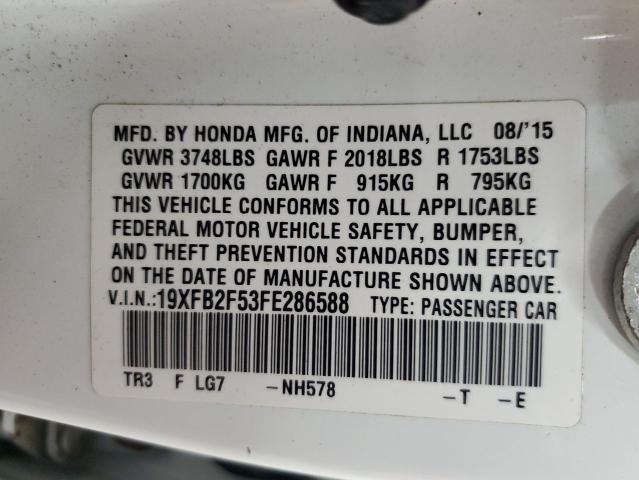 MFD. BY HONDA MFG. OF INDIANA, LLC 08/'15
GVWR 3748LBS GAWR F 2018LBS R 1753LBS
GVWR 1700KG GAWR F 915KG R 795KG
THIS VEHICLE CONFORMS TO ALL APPLICABLE
FEDERAL MOTOR VEHICLE SAFETY, BUMPER,
AND THEFT PREVENTION STANDARDS IN EFFECT
ON THE DATE OF MANUFACTURE SHOWN ABOVE.
V.I.N.:19XFB2F53FE286588 TYPE: PASSENGER CAR
TR3 F LG7 -NH578 -T -E